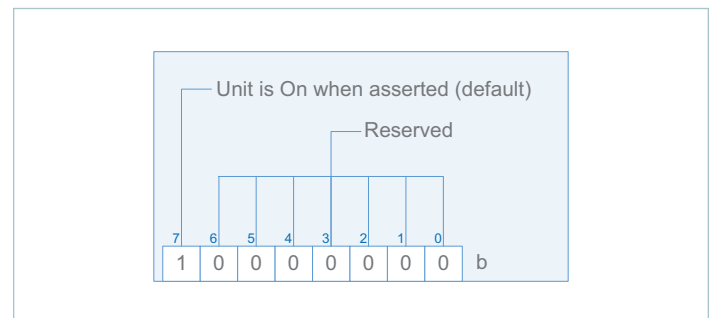 Unit is On when asserted (default)
Reserved
7 6 5 4 3 2 1 0
1 0 0 0 0 0 0 0 b